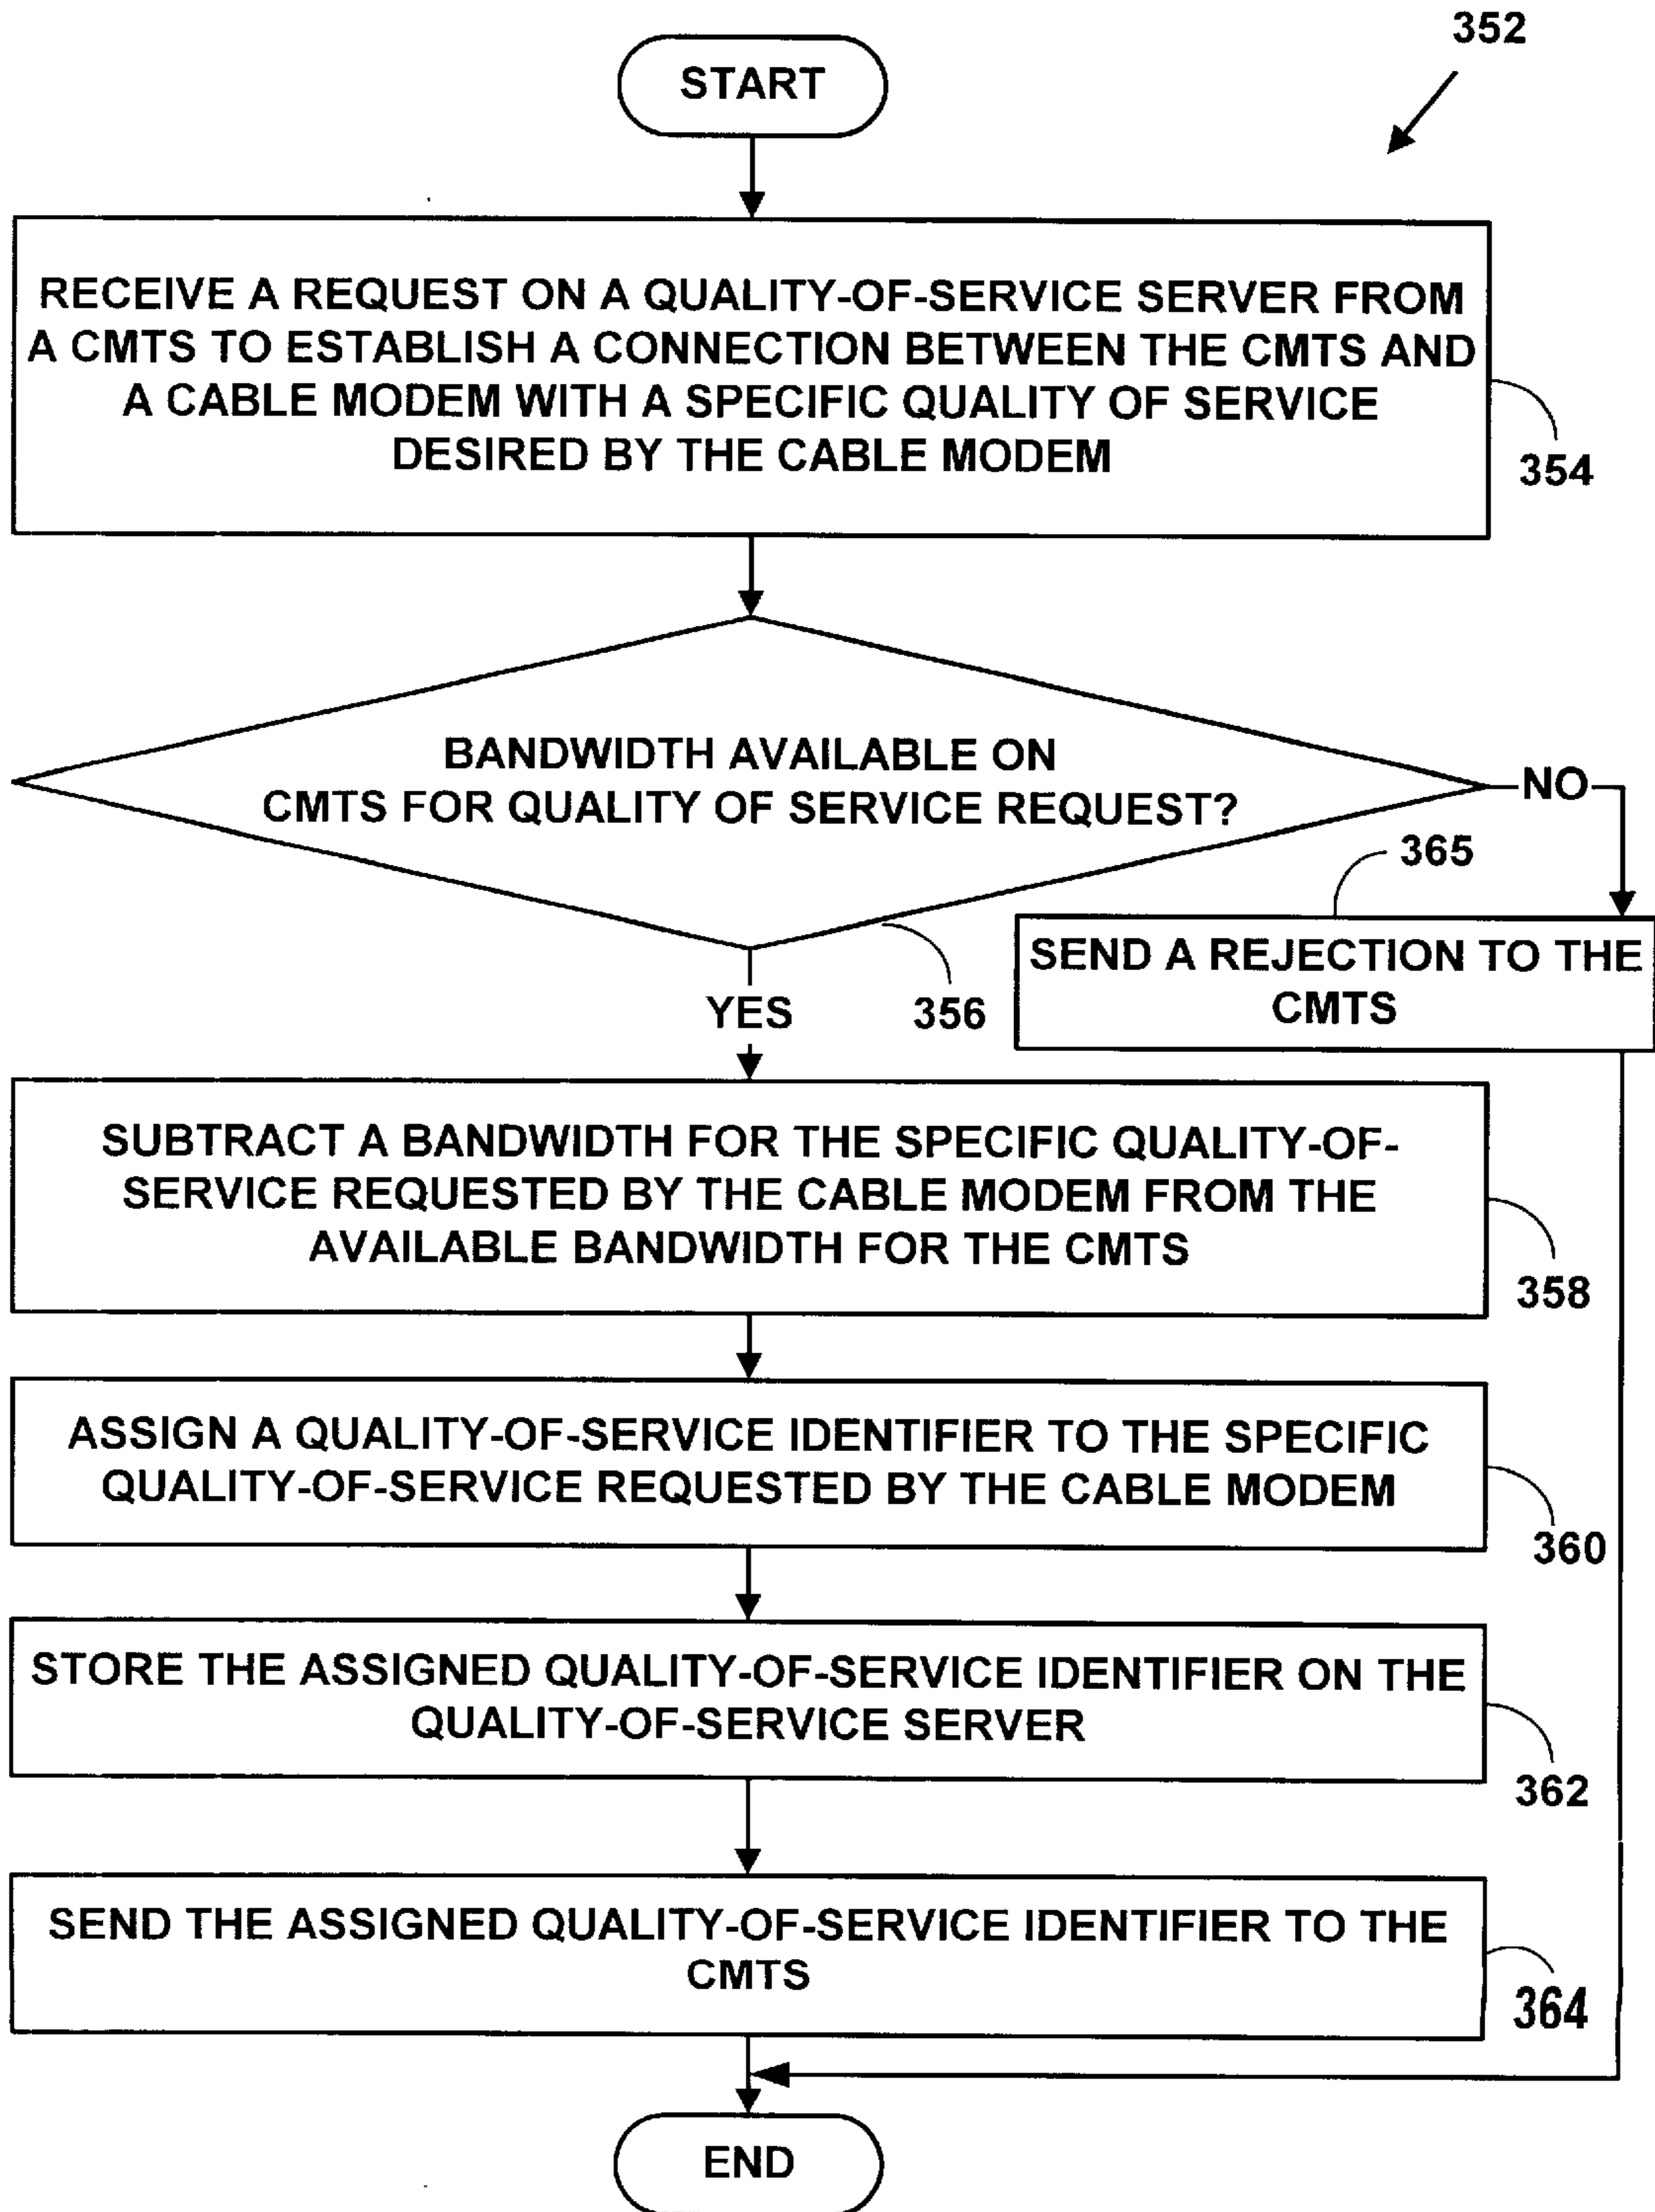 352
START
RECEIVE A REQUEST ON A QUALITY-OF-SERVICE SERVER FROM
A CMTS TO ESTABLISH A CONNECTION BETWEEN THE CMTS AND
A CABLE MODEM WITH A SPECIFIC QUALITY OF SERVICE
DESIRED BY THE CABLE MODEM
354
BANDWIDTH AVAILABLE ON
CMTS FOR QUALITY OF SERVICE REQUEST?
NO
365
SEND A REJECTION TO THE
CMTS
YES
356
SUBTRACT A BANDWIDTH FOR THE SPECIFIC QUALITY-OF-
SERVICE REQUESTED BY THE CABLE MODEM FROM THE
AVAILABLE BANDWIDTH FOR THE CMTS
358
ASSIGN A QUALITY-OF-SERVICE IDENTIFIER TO THE SPECIFIC
QUALITY-OF-SERVICE REQUESTED BY THE CABLE MODEM
360
STORE THE ASSIGNED QUALITY-OF-SERVICE IDENTIFIER ON THE
QUALITY-OF-SERVICE SERVER
362
SEND THE ASSIGNED QUALITY-OF-SERVICE IDENTIFIER TO THE
CMTS
364
END